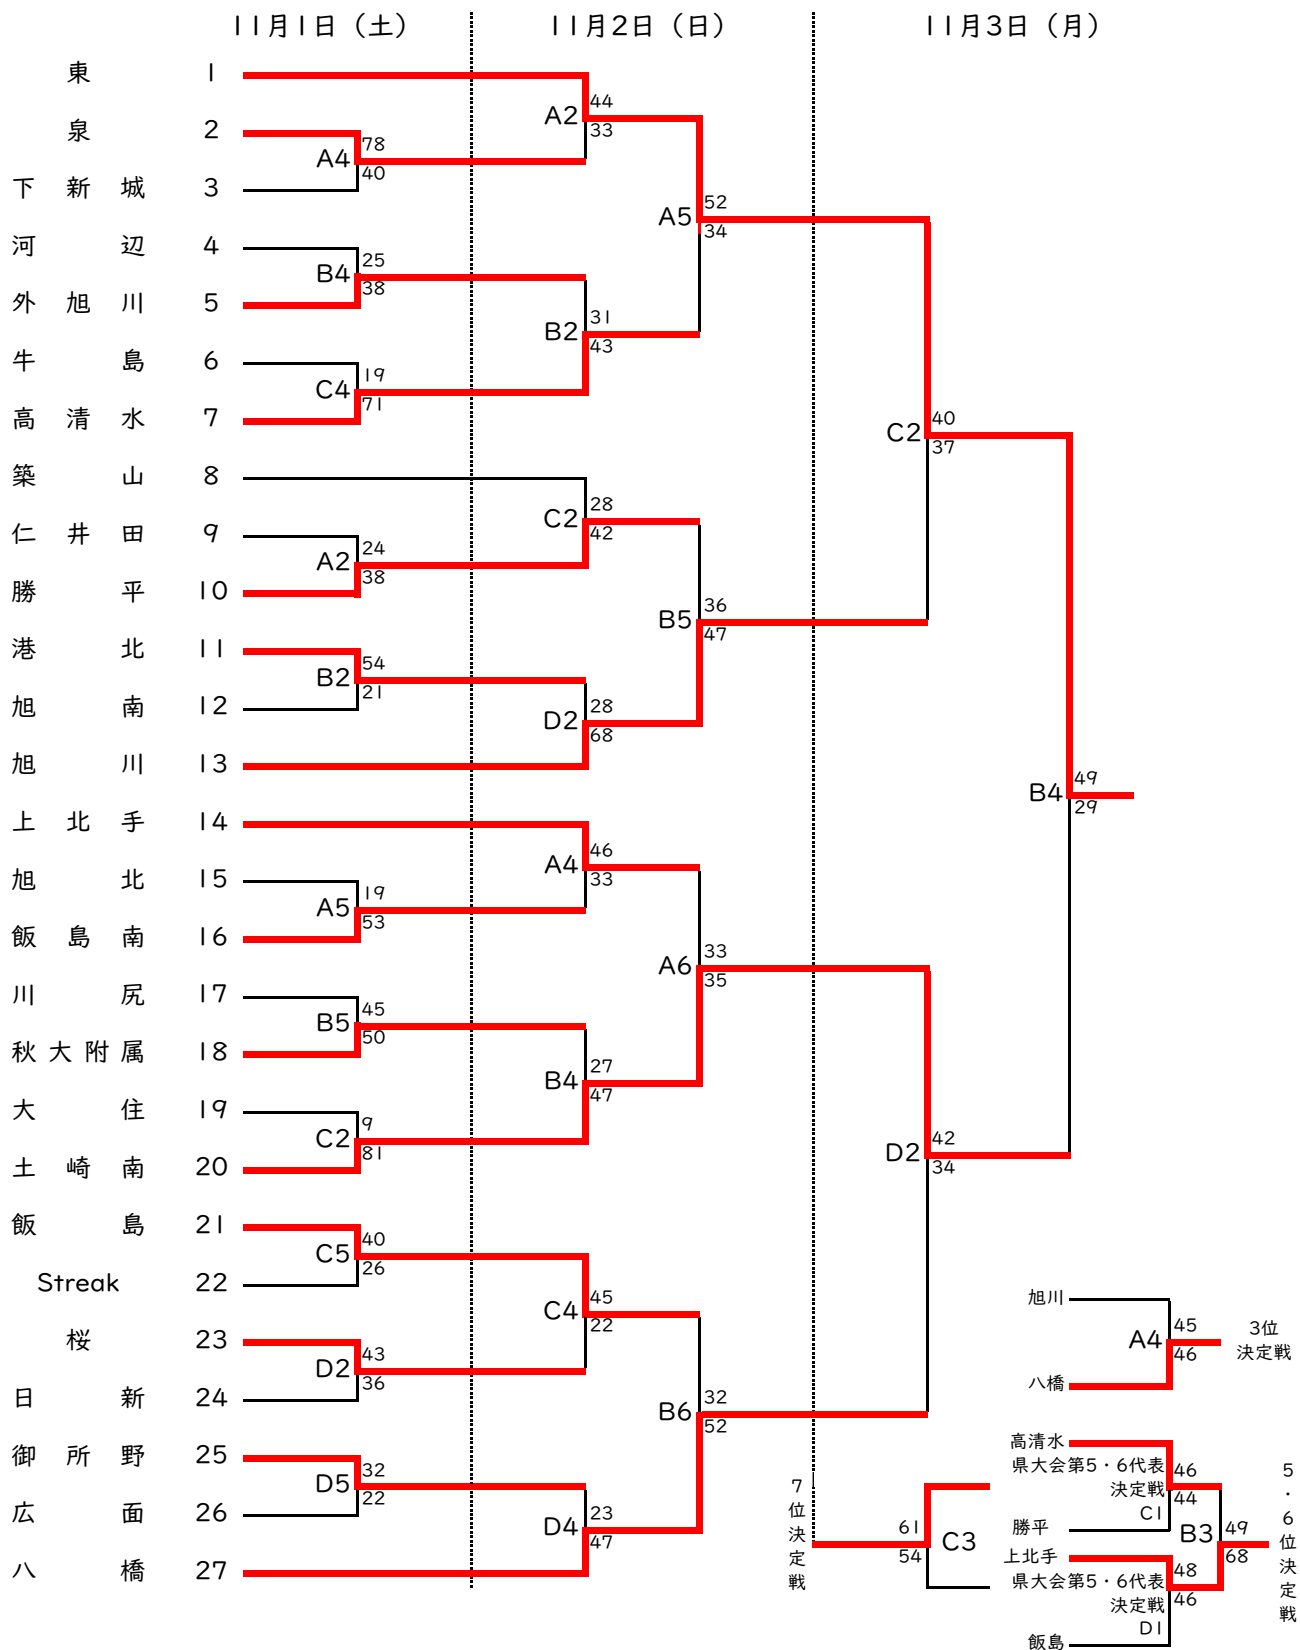 11月1日（土）
11月2日（日）
11月3日（月）
東 1
泉 2
下新城 3
河辺 4
外旭川 5
牛島 6
高清水 7
築山 8
仁井田 9
勝平 10
港北 11
旭南 12
旭川 13
上北手 14
旭北 15
飯島南 16
川尻 17
秋大附属 18
大住 19
土崎南 20
飯島 21
Streak 22
桜 23
日新 24
御所野 25
広面 26
八橋 27
A4 78 40
B4 25 38
C4 19 71
A2 24 38
B2 54 21
A5 19 53
B5 45 50
C2 9 81
C5 40 26
D2 43 36
D5 32 22
A2 44 33
B2 31 43
C2 28 42
D2 28 68
A4 46 33
B4 27 47
C4 45 22
D4 23 47
A5 52 34
B5 36 47
A6 33 35
B6 32 52
C2 40 37
D2 42 34
B4 49 29
旭川
A4 45 46
八橋
3位
決定戦
高清水
県大会第5・6代表
決定戦
C1
46 44
勝平
上北手
県大会第5・6代表
決定戦
D1
48 46
飯島
B3 49 68
5・6位決定戦
7位決定戦
61 54 C3